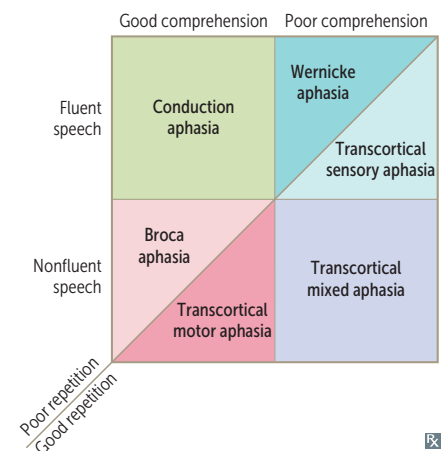 Good comprehension Poor comprehension
Fluent
speech
Conduction
aphasia
Wernicke
aphasia
Transcortical
sensory aphasia
Nonfluent
speech
Broca
aphasia
Transcortical
motor aphasia
Transcortical
mixed aphasia
Poor repetition
Good repetition
Rx